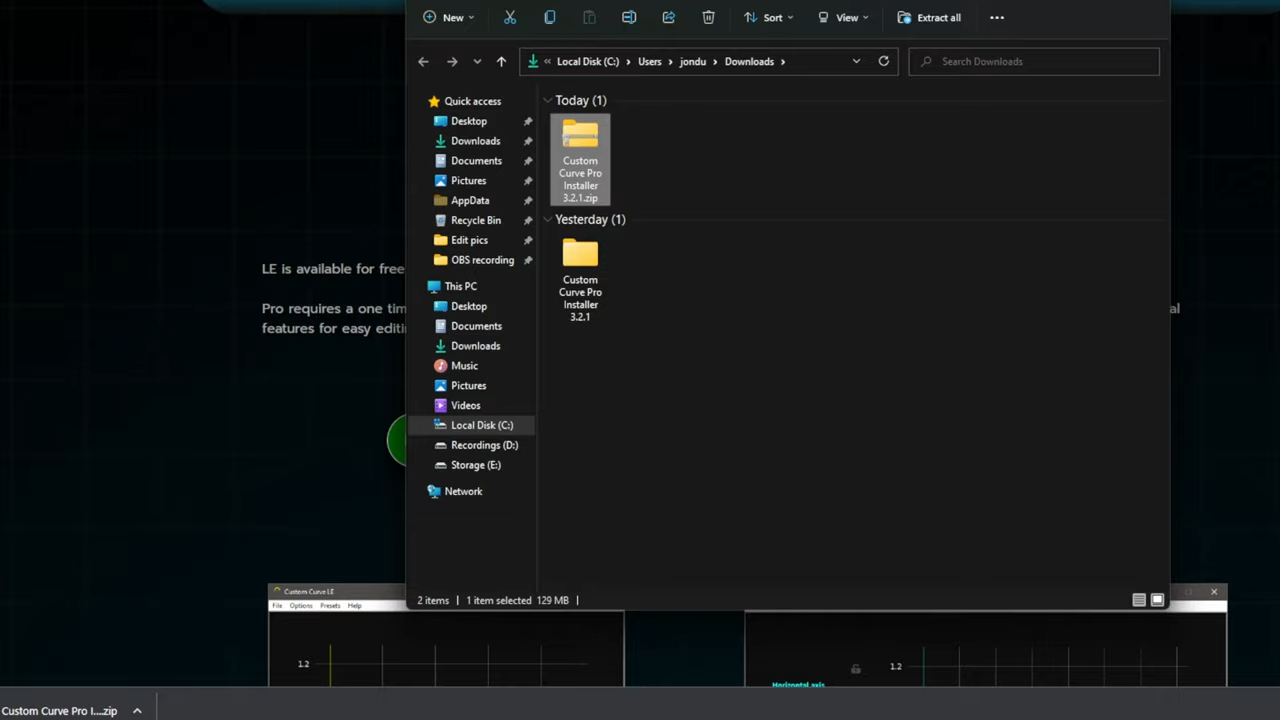 New
Sort
View
Extract all
Local Disk (C:) Users jondu Downloads
Search Downloads
Quick access
Desktop
Downloads
Documents
Pictures
AppData
Recycle Bin
Edit pics
OBS recording
This PC
Desktop
Documents
Downloads
Music
Pictures
Videos
Local Disk (C:)
Recordings (D:)
Storage (E:)
Network
Today (1)
Custom
Curve Pro
Installer
3.2.1.zip
Yesterday (1)
Custom
Curve Pro
Installer
3.2.1
2 items 1 item selected 129 MB
LE is available for free
Pro requires a one tim
al
features for easy editi
Custom Curve LE
File Options Presets Help
1.2
1.2
Horizontal axis
Custom Curve Pro I....zip